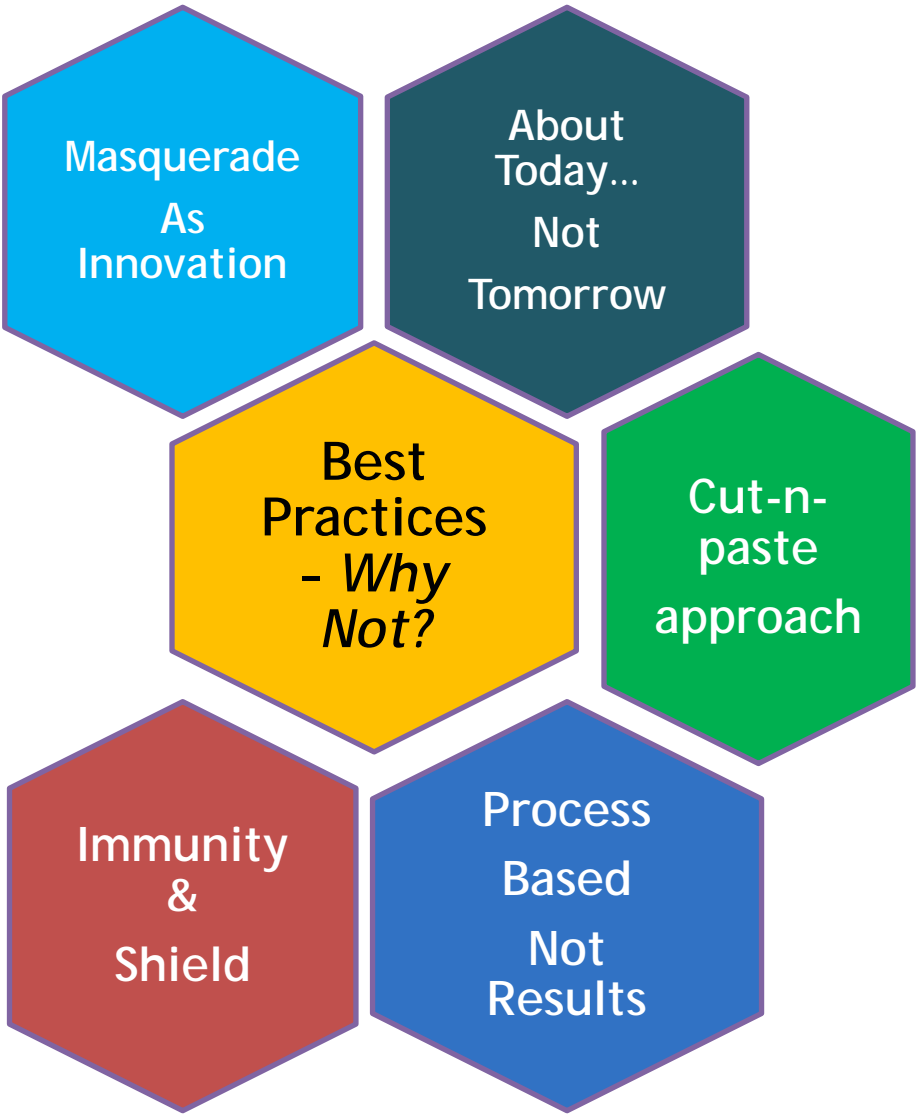 Masquerade
As
Innovation
About
Today...
Not
Tomorrow
Best
Practices
- Why
Not?
Cut-n-
paste
approach
Immunity
&
Shield
Process
Based
Not
Results